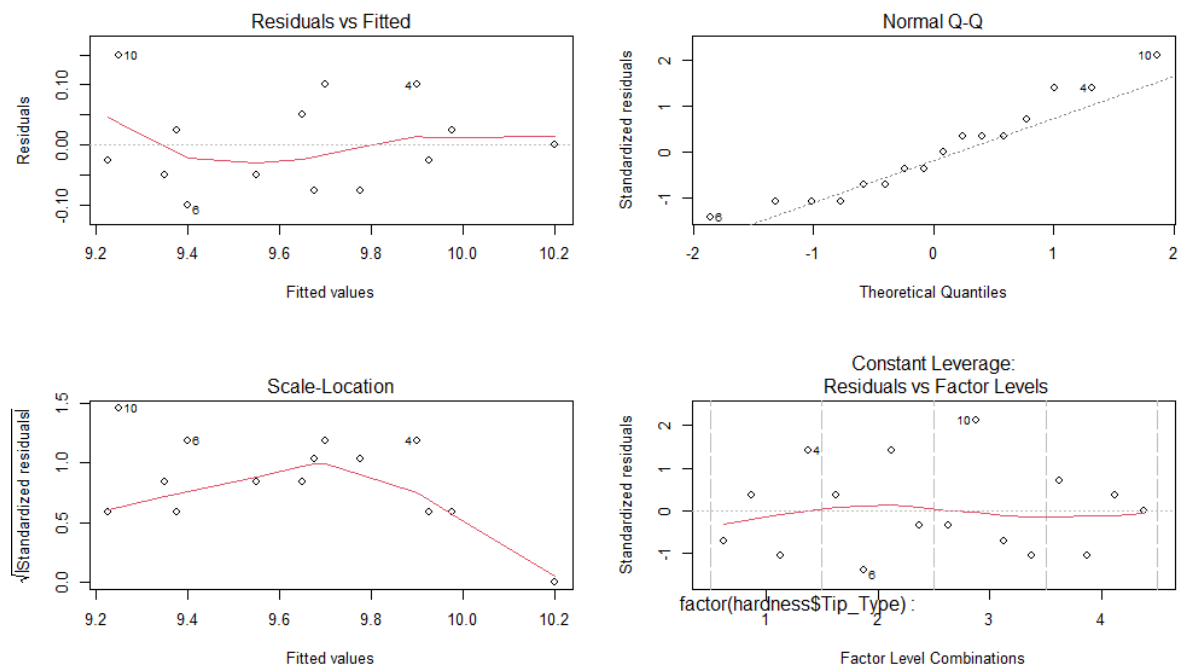 Residuals vs Fitted
Residuals
0.10
0.00
-0.10
10
4
6
9.2 9.4 9.6 9.8 10.0 10.2
Fitted values
Normal Q-Q
Standardized residuals
2
1
0
-1
10
4
6
-2 -1 0 1 2
Theoretical Quantiles
Scale-Location
√|Standardized residuals|
1.5
1.0
0.5
0.0
10
6
4
9.2 9.4 9.6 9.8 10.0 10.2
Fitted values
Constant Leverage:
Residuals vs Factor Levels
Standardized residuals
2
1
0
-1
10
4
6
factor(hardness$Tip_Type) :
1 2 3 4
Factor Level Combinations